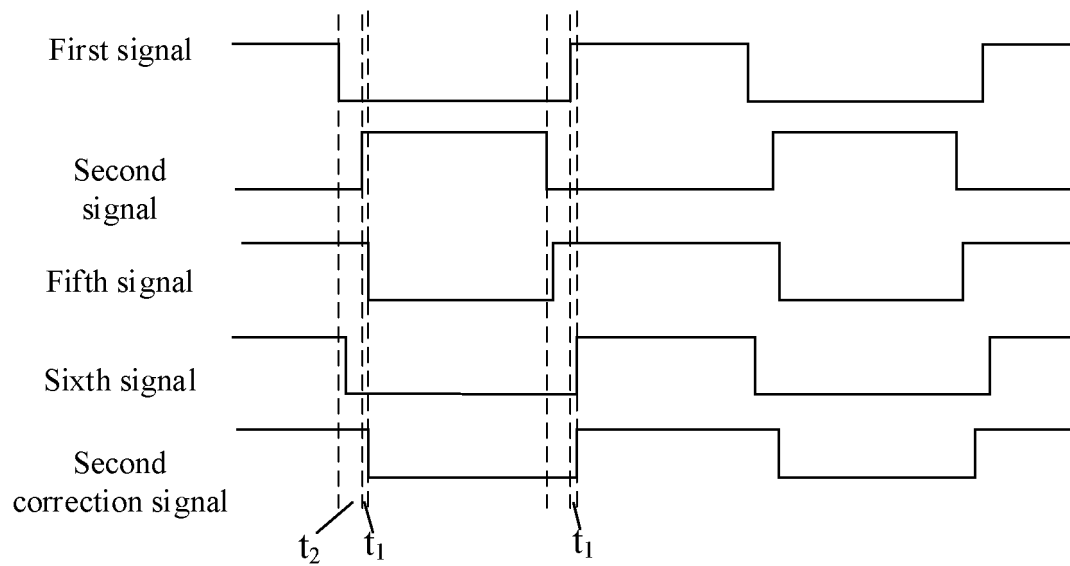 First signal
Second
signal
Fifth signal
Sixth signal
Second
correction signal
t₂
t₁
t₁